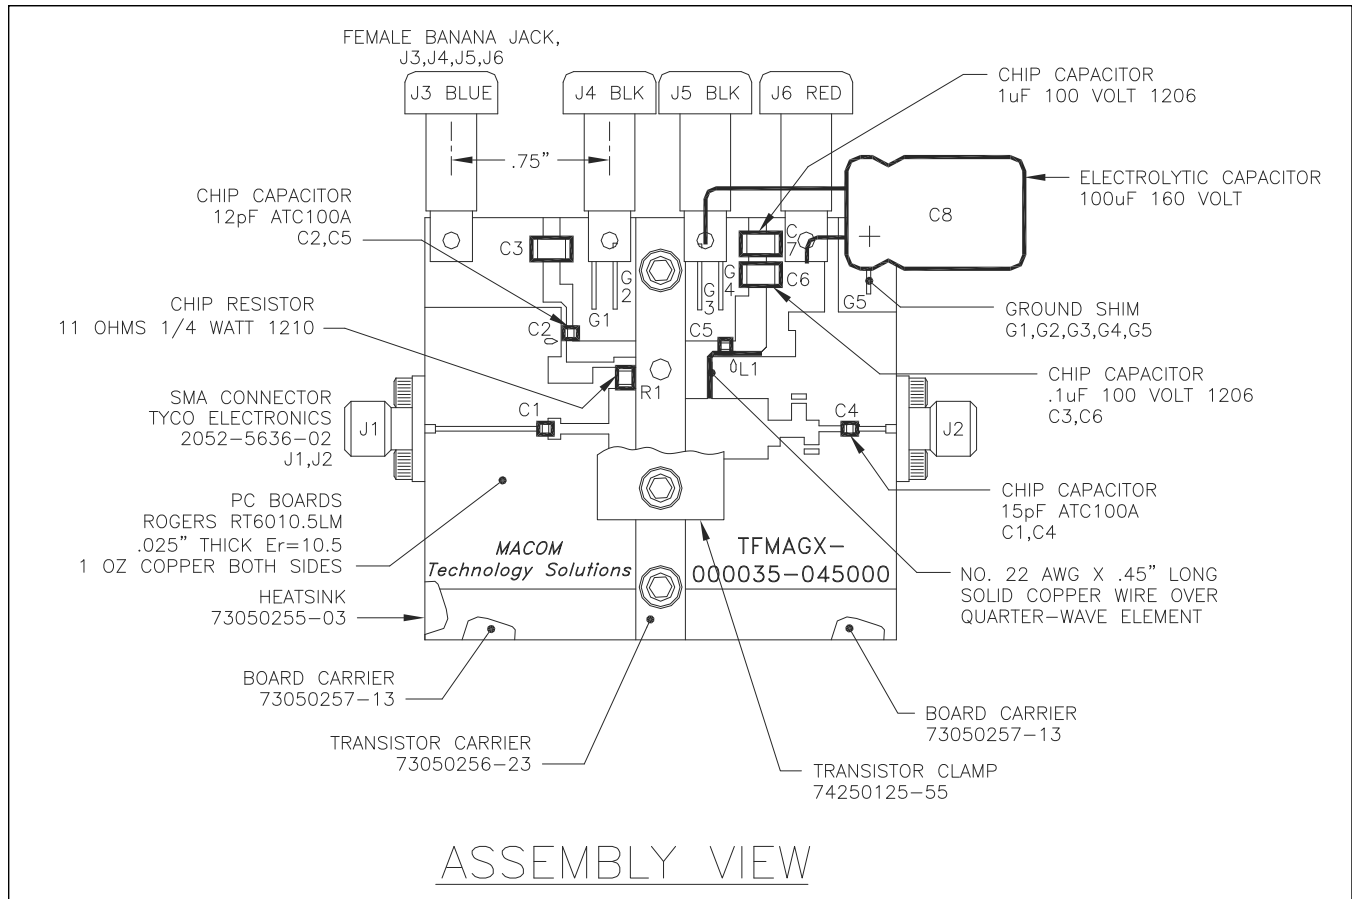 FEMALE BANANA JACK,
J3,J4,J5,J6
J3 BLUE
J4 BLK
J5 BLK
J6 RED
.75”
CHIP CAPACITOR
1uF 100 VOLT 1206
ELECTROLYTIC CAPACITOR
100uF 160 VOLT
C8
CHIP CAPACITOR
12pF ATC100A
C2,C5
C3
G2
G1
G3
G4
C7
C6
G5
GROUND SHIM
G1,G2,G3,G4,G5
CHIP RESISTOR
11 OHMS 1/4 WATT 1210
C2
C5
L1
R1
CHIP CAPACITOR
.1uF 100 VOLT 1206
C3,C6
SMA CONNECTOR
TYCO ELECTRONICS
2052-5636-02
J1,J2
J1
C1
C4
J2
PC BOARDS
ROGERS RT6010.5LM
.025” THICK Er=10.5
1 OZ COPPER BOTH SIDES
CHIP CAPACITOR
15pF ATC100A
C1,C4
MACOM
Technology Solutions
TFMAGX-
000035-045000
NO. 22 AWG X .45” LONG
SOLID COPPER WIRE OVER
QUARTER-WAVE ELEMENT
HEATSINK
73050255-03
BOARD CARRIER
73050257-13
TRANSISTOR CARRIER
73050256-23
BOARD CARRIER
73050257-13
TRANSISTOR CLAMP
74250125-55
ASSEMBLY VIEW